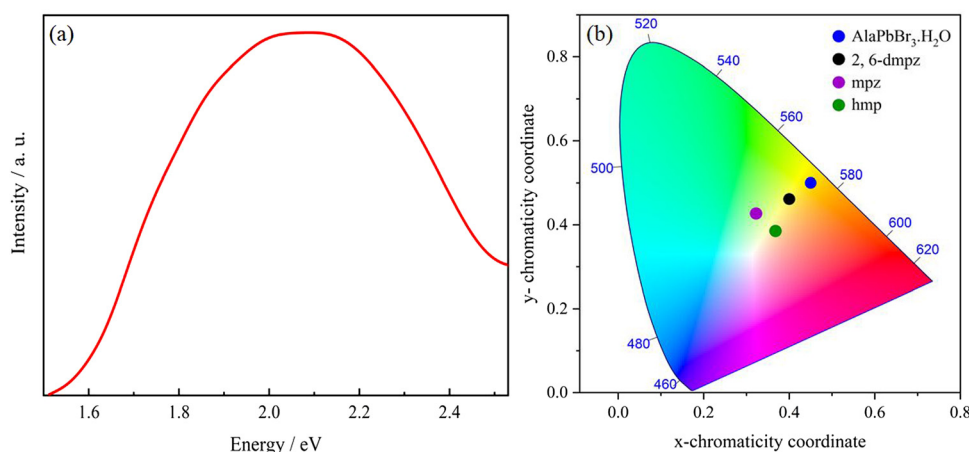 (a)
Intensity / a. u.
1.6 1.8 2.0 2.2 2.4
Energy / eV
(b)
AlaPbBr₃.H₂O
2, 6-dmpz
mpz
hmp
y- chromaticity coordinate
0.8
0.6
0.4
0.2
0.0
520
540
560
500
580
600
620
480
460
0.0 0.2 0.4 0.6 0.8
x-chromaticity coordinate